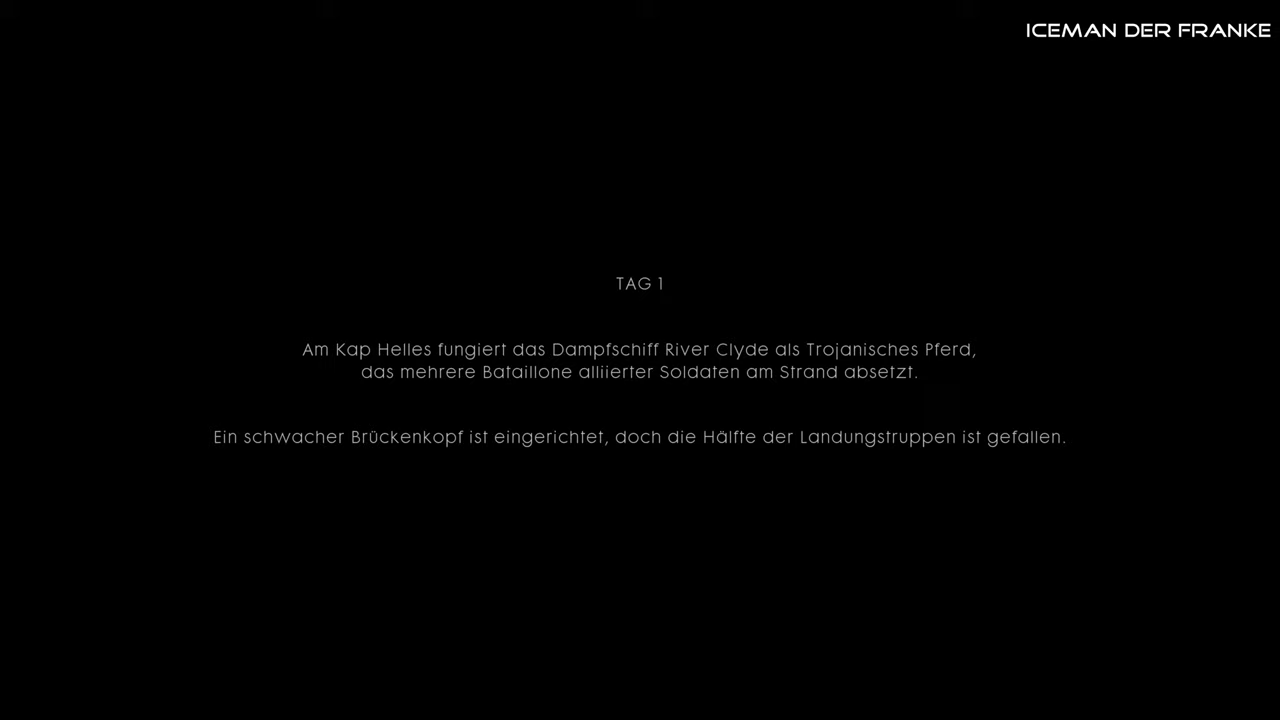 ICEMAN DER FRANKE
TAG 1
Am Kap Helles fungiert das Dampfschiff River Clyde als Trojanisches Pferd,
das mehrere Bataillone alliierter Soldaten am Strand absetzt.
Ein schwacher Brückenkopf ist eingerichtet, doch die Hälfte der Landungstruppen ist gefallen.